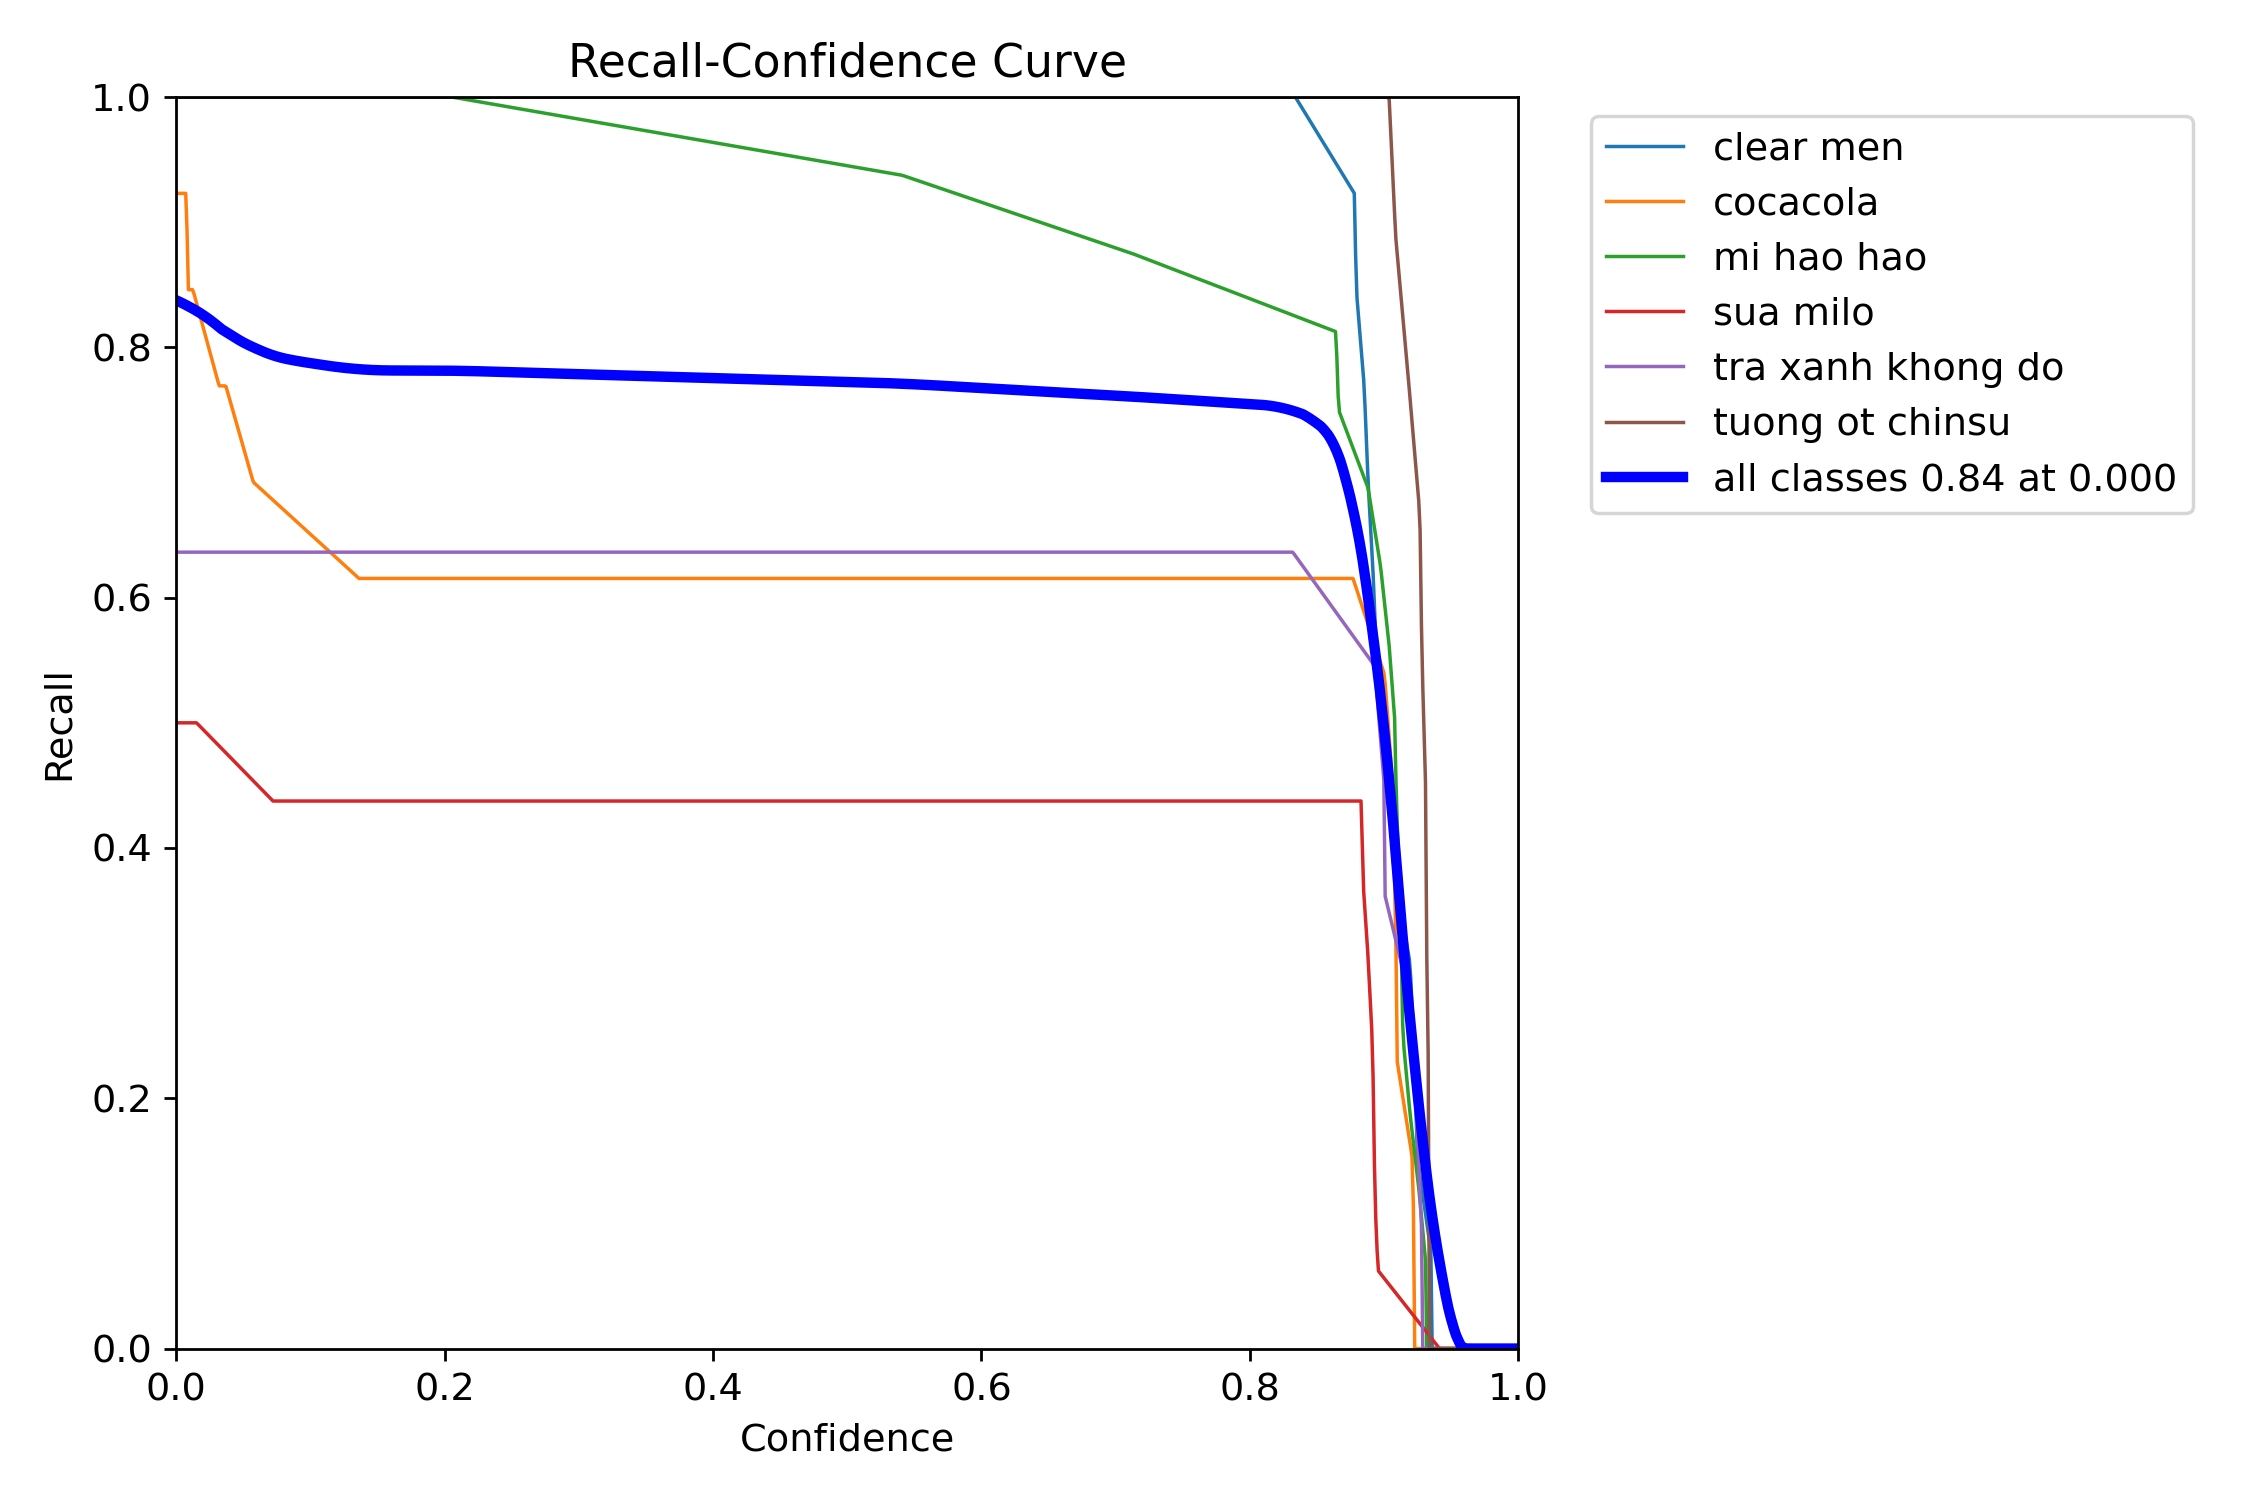 Recall-Confidence Curve
1.0
0.8
0.6
0.4
0.2
0.0
Recall
0.0 0.2 0.4 0.6 0.8 1.0
Confidence
clear men
cocacola
mi hao hao
sua milo
tra xanh khong do
tuong ot chinsu
all classes 0.84 at 0.000